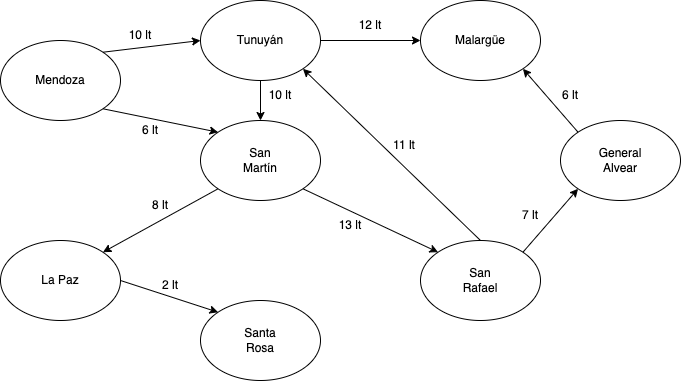 10 lt
Tunuyán
12 lt
Malargüe
Mendoza
10 lt
6 lt
6 lt
San
Martín
11 lt
General
Alvear
8 lt
13 lt
7 lt
La Paz
2 lt
San
Rafael
Santa
Rosa